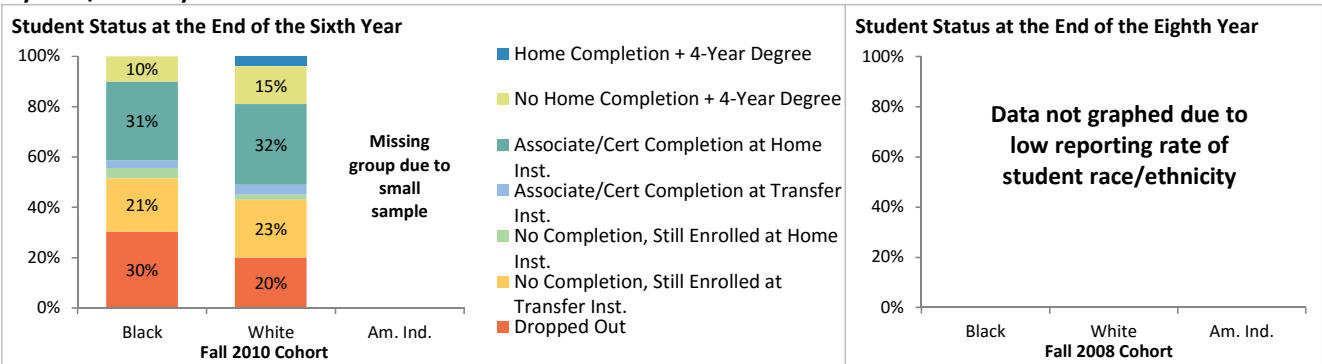 Student Status at the End of the Sixth Year
100%
80%
60%
40%
20%
0%
10%
31%
21%
30%
15%
32%
23%
20%
Missing
group due to
small
sample
Black
White
Am. Ind.
Fall 2010 Cohort
Home Completion + 4-Year Degree
No Home Completion + 4-Year Degree
Associate/Cert Completion at Home
Inst.
Associate/Cert Completion at Transfer
Inst.
No Completion, Still Enrolled at Home
Inst.
No Completion, Still Enrolled at
Transfer Inst.
Dropped Out
Student Status at the End of the Eighth Year
100%
80%
60%
40%
20%
0%
Data not graphed due to
low reporting rate of
student race/ethnicity
Black
White
Am. Ind.
Fall 2008 Cohort